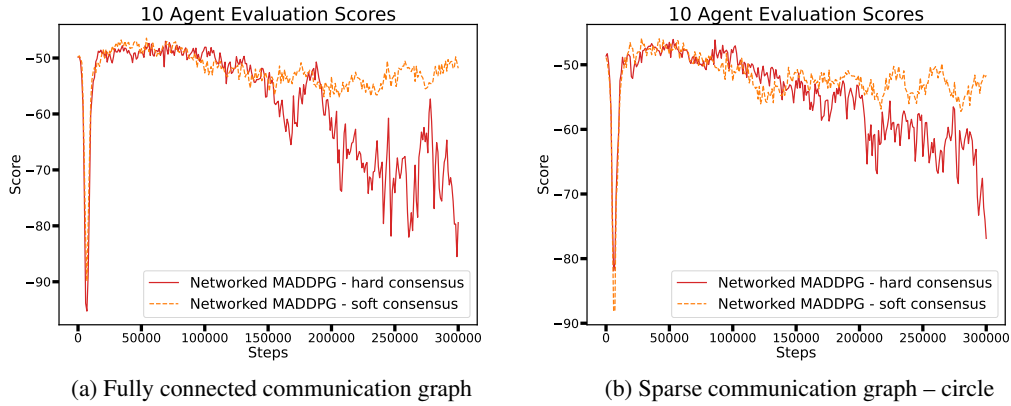 10 Agent Evaluation Scores
Score
−50
−60
−70
−80
−90
Networked MADDPG - hard consensus
Networked MADDPG - soft consensus
0 50000 100000 150000 200000 250000 300000
Steps
(a) Fully connected communication graph
10 Agent Evaluation Scores
Score
−50
−60
−70
−80
−90
Networked MADDPG - hard consensus
Networked MADDPG - soft consensus
0 50000 100000 150000 200000 250000 300000
Steps
(b) Sparse communication graph – circle